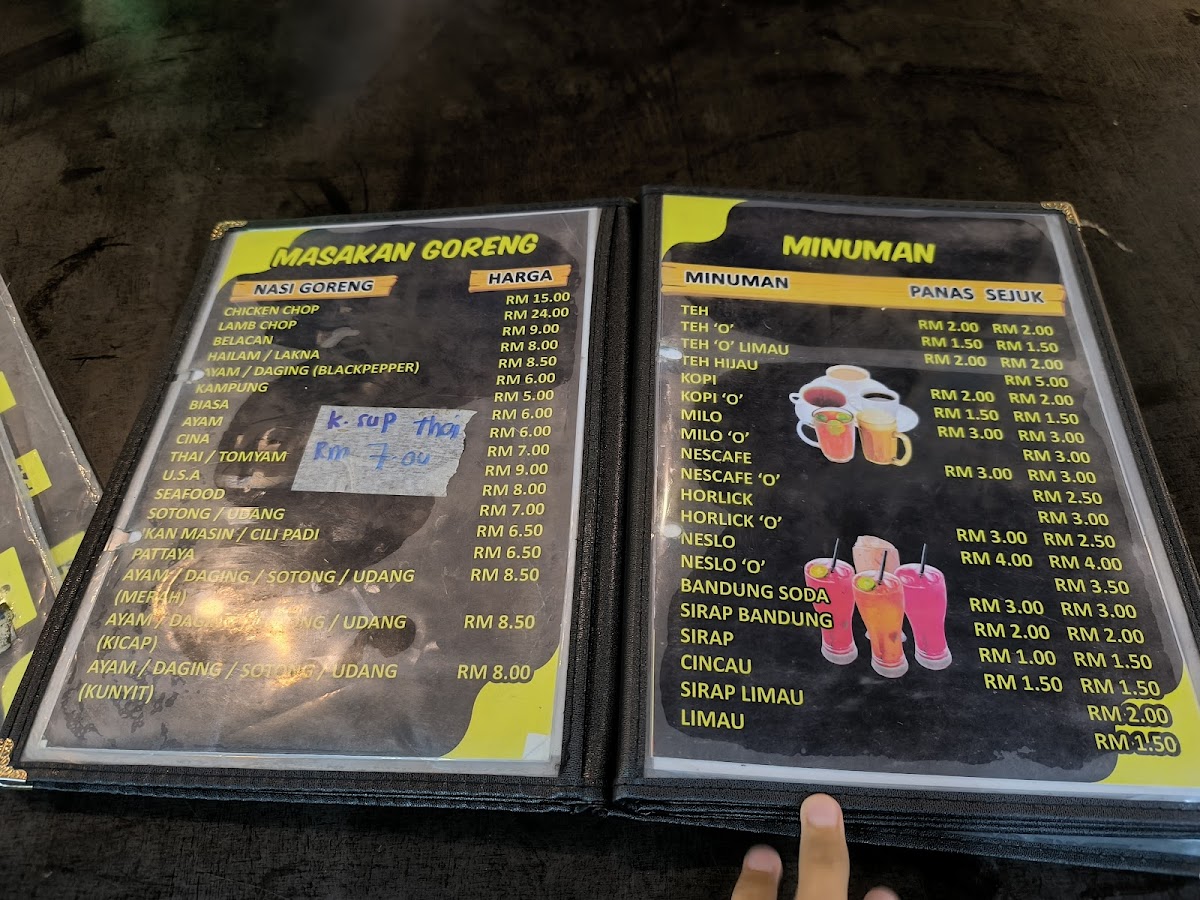 MASAKAN GORENG
NASI GORENG HARGA
CHICKEN CHOP RM 15.00
LAMB CHOP RM 24.00
BELACAN RM 9.00
HAILAM / LAKNA RM 8.00
AYAM / DAGING (BLACKPEPPER) RM 8.50
KAMPUNG RM 6.00
BIASA RM 5.00
AYAM RM 6.00
CINA RM 6.00
THAI / TOMYAM RM 7.00
U.S.A RM 9.00
SEAFOOD RM 8.00
SOTONG / UDANG RM 7.00
IKAN MASIN / CILI PADI RM 6.50
PATTAYA RM 6.50
AYAM / DAGING / SOTONG / UDANG RM 8.50
(MERAH)
AYAM / DAGING / SOTONG / UDANG RM 8.50
(KICAP)
AYAM / DAGING / SOTONG / UDANG RM 8.00
(KUNYIT)
K. sup thai
Rm 7.00
MINUMAN
MINUMAN PANAS SEJUK
TEH RM 2.00 RM 2.00
TEH 'O' RM 1.50 RM 1.50
TEH 'O' LIMAU RM 2.00 RM 2.00
TEH HIJAU RM 5.00
KOPI RM 2.00 RM 2.00
KOPI 'O' RM 1.50 RM 1.50
MILO RM 3.00 RM 3.00
MILO 'O' RM 3.00
NESCAFE RM 3.00 RM 3.00
NESCAFE 'O' RM 2.50
HORLICK RM 3.00
HORLICK 'O' RM 3.00 RM 2.50
NESLO RM 4.00 RM 4.00
NESLO 'O' RM 3.50
BANDUNG SODA RM 3.00 RM 3.00
SIRAP BANDUNG RM 2.00 RM 2.00
SIRAP RM 1.00 RM 1.50
CINCAU RM 1.50 RM 1.50
SIRAP LIMAU RM 2.00
LIMAU RM 1.50